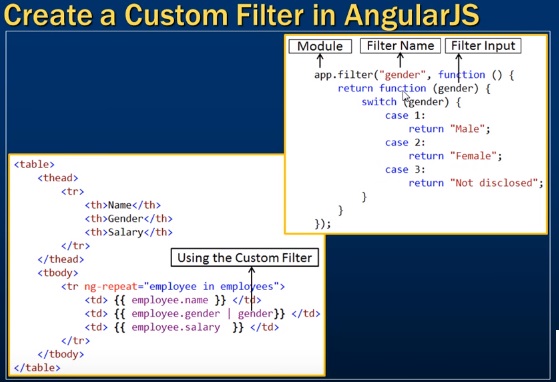 Create a Custom Filter in AngularJS
Module
Filter Name
Filter Input
app.filter("gender", function () {
return function (gender) {
switch (gender) {
case 1:
return "Male";
case 2:
return "Female";
case 3:
return "Not disclosed";
}
}
});
<table>
<thead>
<tr>
<th>Name</th>
<th>Gender</th>
<th>Salary</th>
</tr>
</thead>
Using the Custom Filter
<tbody>
<tr ng-repeat="employee in employees">
<td> {{ employee.name }} </td>
<td> {{ employee.gender | gender}} </td>
<td> {{ employee.salary  }} </td>
</tr>
</tbody>
</table>